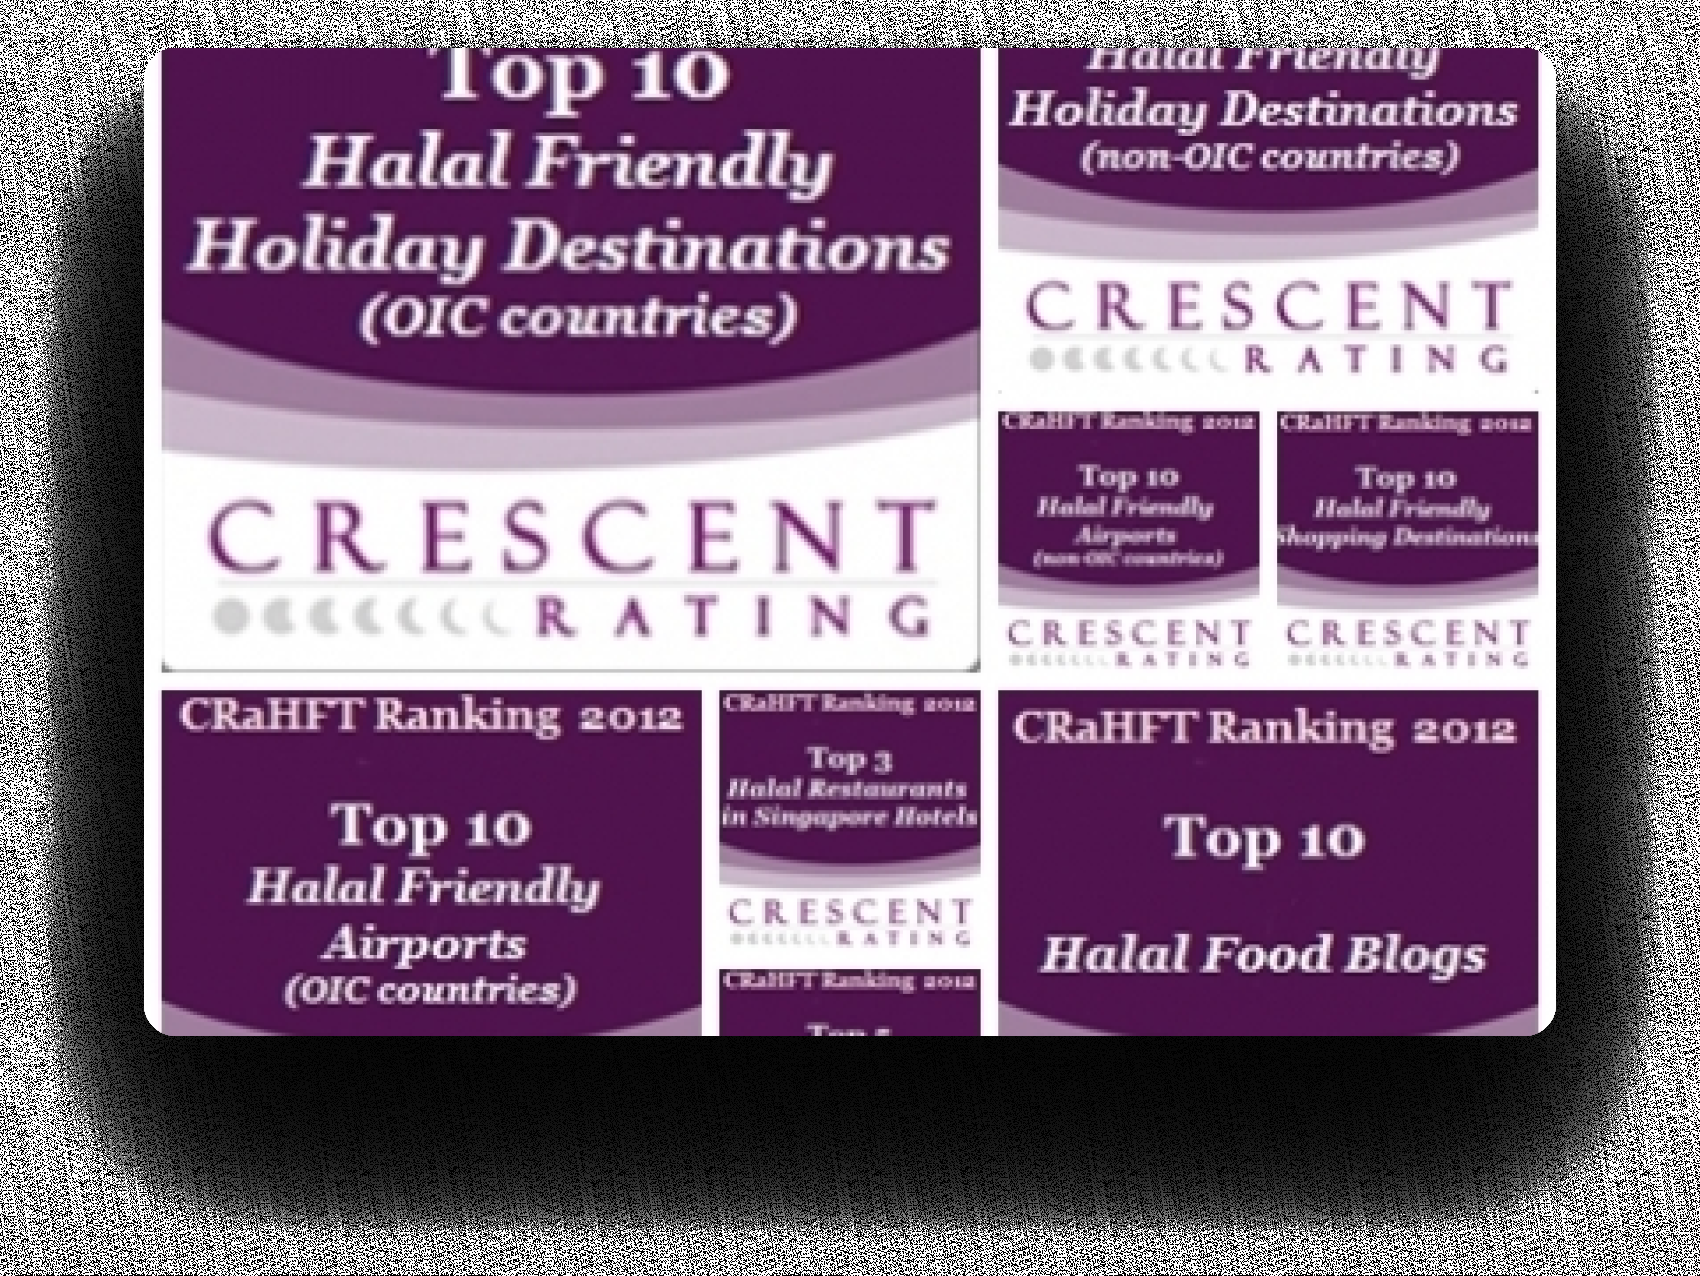 Top 10
Halal Friendly
Holiday Destinations
(OIC countries)
CRESCENT
RATING
Halal Friendly
Holiday Destinations
(non-OIC countries)
CRESCENT
RATING
CRaHFT Ranking 2012
Top 10
Halal Friendly
Airports
(non OIC countries)
CRESCENT
RATING
CRaHFT Ranking 2012
Top 10
Halal Friendly
Shopping Destinations
CRESCENT
RATING
CRaHFT Ranking 2012
Top 10
Halal Friendly
Airports
(OIC countries)
CRaHFT Ranking 2012
Top 3
Halal Restaurants
in Singapore Hotels
CRESCENT
RATING
CRaHFT Ranking 2012
Top
CRaHFT Ranking 2012
Top 10
Halal Food Blogs